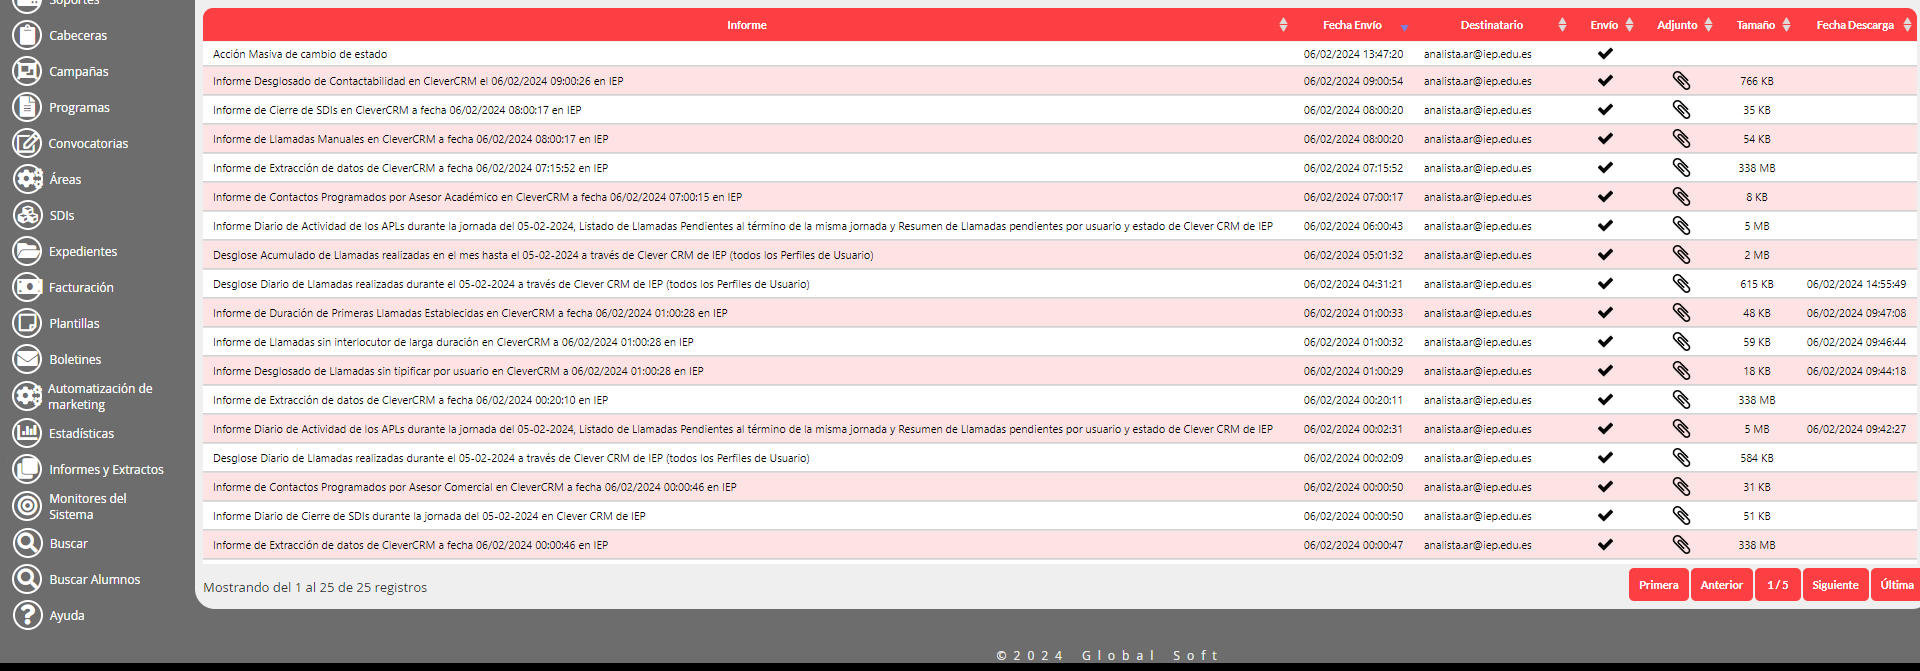 Soportes
Cabeceras
Campañas
Programas
Convocatorias
Áreas
SDIs
Expedientes
Facturación
Plantillas
Boletines
Automatización de
marketing
Estadísticas
Informes y Extractos
Monitores del
Sistema
Buscar
Buscar Alumnos
Ayuda
Informe Fecha Envío Destinatario Envío Adjunto Tamaño Fecha Descarga
Acción Masiva de cambio de estado 06/02/2024 13:47:20 analista.ar@iep.edu.es
Informe Desglosado de Contactabilidad en CleverCRM el 06/02/2024 09:00:26 en IEP 06/02/2024 09:00:54 analista.ar@iep.edu.es 766 KB
Informe de Cierre de SDIs en CleverCRM a fecha 06/02/2024 08:00:17 en IEP 06/02/2024 08:00:20 analista.ar@iep.edu.es 35 KB
Informe de Llamadas Manuales en CleverCRM a fecha 06/02/2024 08:00:17 en IEP 06/02/2024 08:00:20 analista.ar@iep.edu.es 54 KB
Informe de Extracción de datos de CleverCRM a fecha 06/02/2024 07:15:52 en IEP 06/02/2024 07:15:52 analista.ar@iep.edu.es 338 MB
Informe de Contactos Programados por Asesor Académico en CleverCRM a fecha 06/02/2024 07:00:15 en IEP 06/02/2024 07:00:17 analista.ar@iep.edu.es 8 KB
Informe Diario de Actividad de los APLs durante la jornada del 05-02-2024, Listado de Llamadas Pendientes al término de la misma jornada y Resumen de Llamadas pendientes por usuario y estado de Clever CRM de IEP 06/02/2024 06:00:43 analista.ar@iep.edu.es 5 MB
Desglose Acumulado de Llamadas realizadas en el mes hasta el 05-02-2024 a través de Clever CRM de IEP (todos los Perfiles de Usuario) 06/02/2024 05:01:32 analista.ar@iep.edu.es 2 MB
Desglose Diario de Llamadas realizadas durante el 05-02-2024 a través de Clever CRM de IEP (todos los Perfiles de Usuario) 06/02/2024 04:31:21 analista.ar@iep.edu.es 615 KB 06/02/2024 14:55:49
Informe de Duración de Primeras Llamadas Establecidas en CleverCRM a fecha 06/02/2024 01:00:28 en IEP 06/02/2024 01:00:33 analista.ar@iep.edu.es 48 KB 06/02/2024 09:47:08
Informe de Llamadas sin interlocutor de larga duración en CleverCRM a 06/02/2024 01:00:28 en IEP 06/02/2024 01:00:32 analista.ar@iep.edu.es 59 KB 06/02/2024 09:46:44
Informe Desglosado de Llamadas sin tipificar por usuario en CleverCRM a 06/02/2024 01:00:28 en IEP 06/02/2024 01:00:29 analista.ar@iep.edu.es 18 KB 06/02/2024 09:44:18
Informe de Extracción de datos de CleverCRM a fecha 06/02/2024 00:20:10 en IEP 06/02/2024 00:20:11 analista.ar@iep.edu.es 338 MB
Informe Diario de Actividad de los APLs durante la jornada del 05-02-2024, Listado de Llamadas Pendientes al término de la misma jornada y Resumen de Llamadas pendientes por usuario y estado de Clever CRM de IEP 06/02/2024 00:02:31 analista.ar@iep.edu.es 5 MB 06/02/2024 09:42:27
Desglose Diario de Llamadas realizadas durante el 05-02-2024 a través de Clever CRM de IEP (todos los Perfiles de Usuario) 06/02/2024 00:02:09 analista.ar@iep.edu.es 584 KB
Informe de Contactos Programados por Asesor Comercial en CleverCRM a fecha 06/02/2024 00:00:46 en IEP 06/02/2024 00:00:50 analista.ar@iep.edu.es 31 KB
Informe Diario de Cierre de SDIs durante la jornada del 05-02-2024 en Clever CRM de IEP 06/02/2024 00:00:50 analista.ar@iep.edu.es 51 KB
Informe de Extracción de datos de CleverCRM a fecha 06/02/2024 00:00:46 en IEP 06/02/2024 00:00:47 analista.ar@iep.edu.es 338 MB
Mostrando del 1 al 25 de 25 registros
Primera Anterior 1 / 5 Siguiente Última
©2024 Global Soft